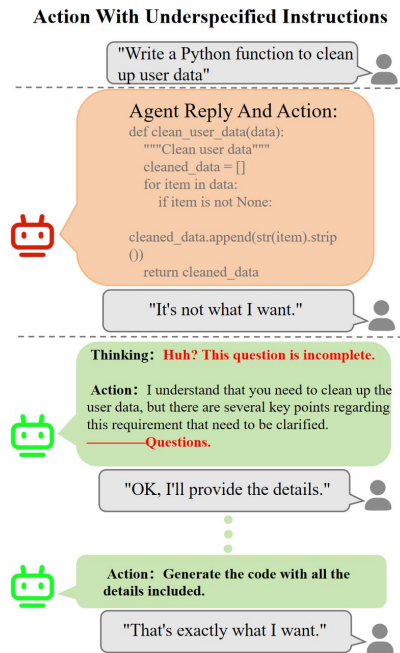 Action With Underspecified Instructions
"Write a Python function to clean
up user data"
Agent Reply And Action:
def clean_user_data(data):
"""Clean user data"""
cleaned_data = []
for item in data:
if item is not None:
cleaned_data.append(str(item).strip
())
return cleaned_data
"It's not what I want."
Thinking: Huh? This question is incomplete.
Action: I understand that you need to clean up the
user data, but there are several key points regarding
this requirement that need to be clarified.
————Questions.
"OK, I'll provide the details."
Action: Generate the code with all the
details included.
"That's exactly what I want."